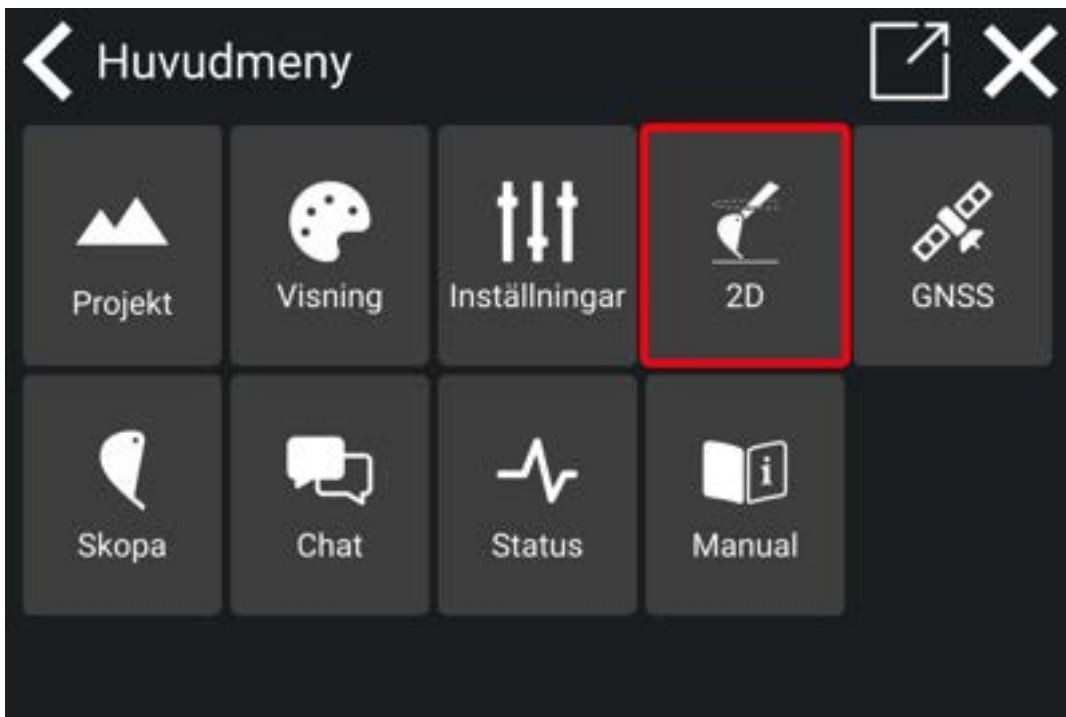 Huvudmeny
Projekt
Visning
Inställningar
2D
GNSS
Skopa
Chat
Status
i
Manual